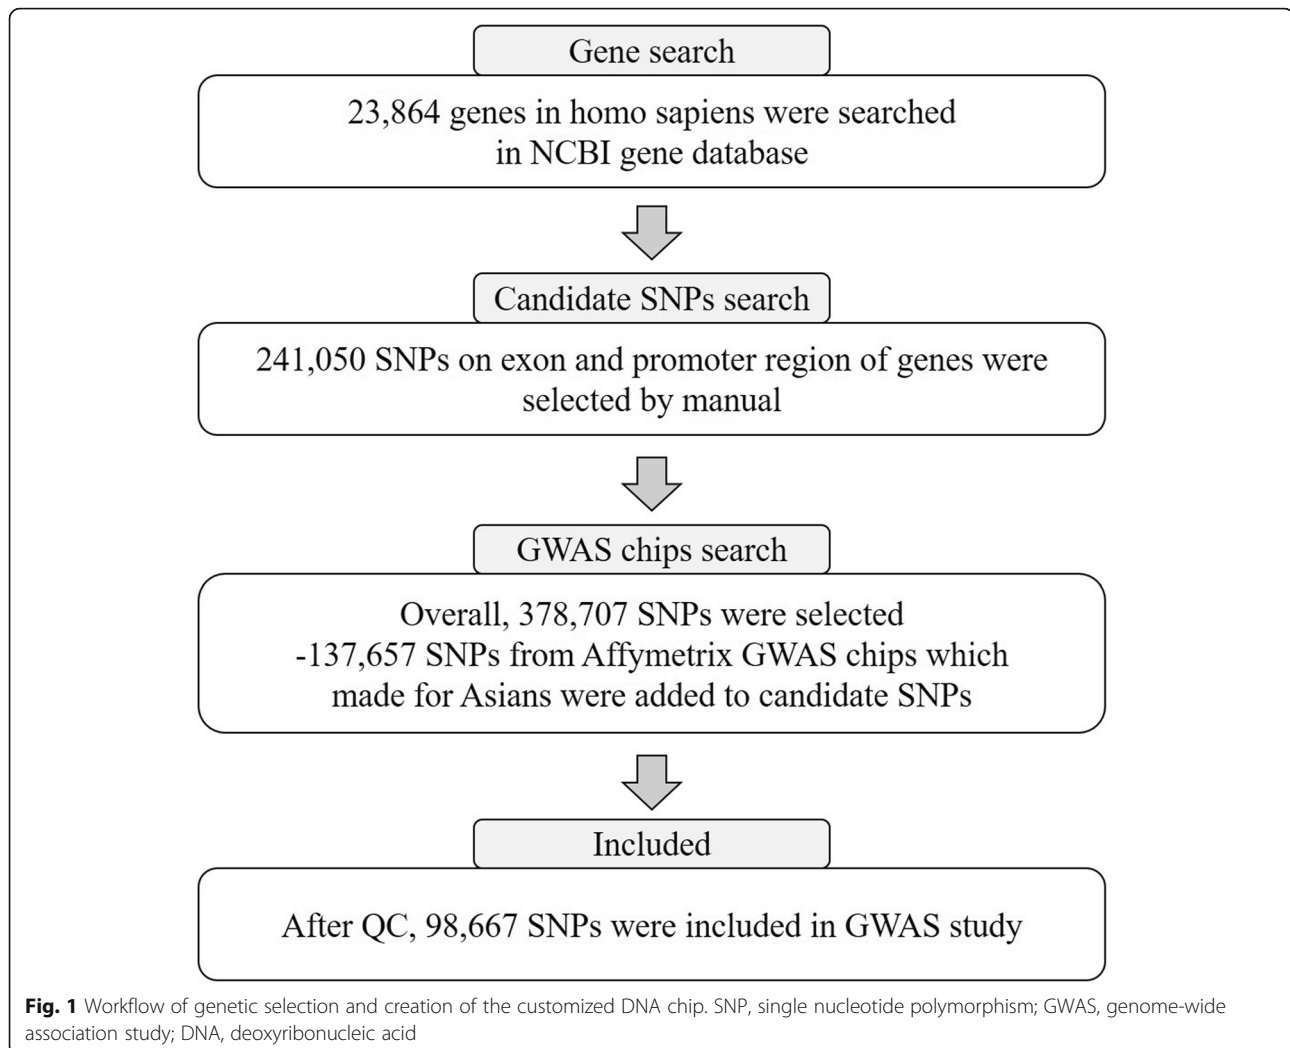 Gene search
23,864 genes in homo sapiens were searched
in NCBI gene database
Candidate SNPs search
241,050 SNPs on exon and promoter region of genes were
selected by manual
GWAS chips search
Overall, 378,707 SNPs were selected
-137,657 SNPs from Affymetrix GWAS chips which
made for Asians were added to candidate SNPs
Included
After QC, 98,667 SNPs were included in GWAS study
Fig. 1 Workflow of genetic selection and creation of the customized DNA chip. SNP, single nucleotide polymorphism; GWAS, genome-wide
association study; DNA, deoxyribonucleic acid